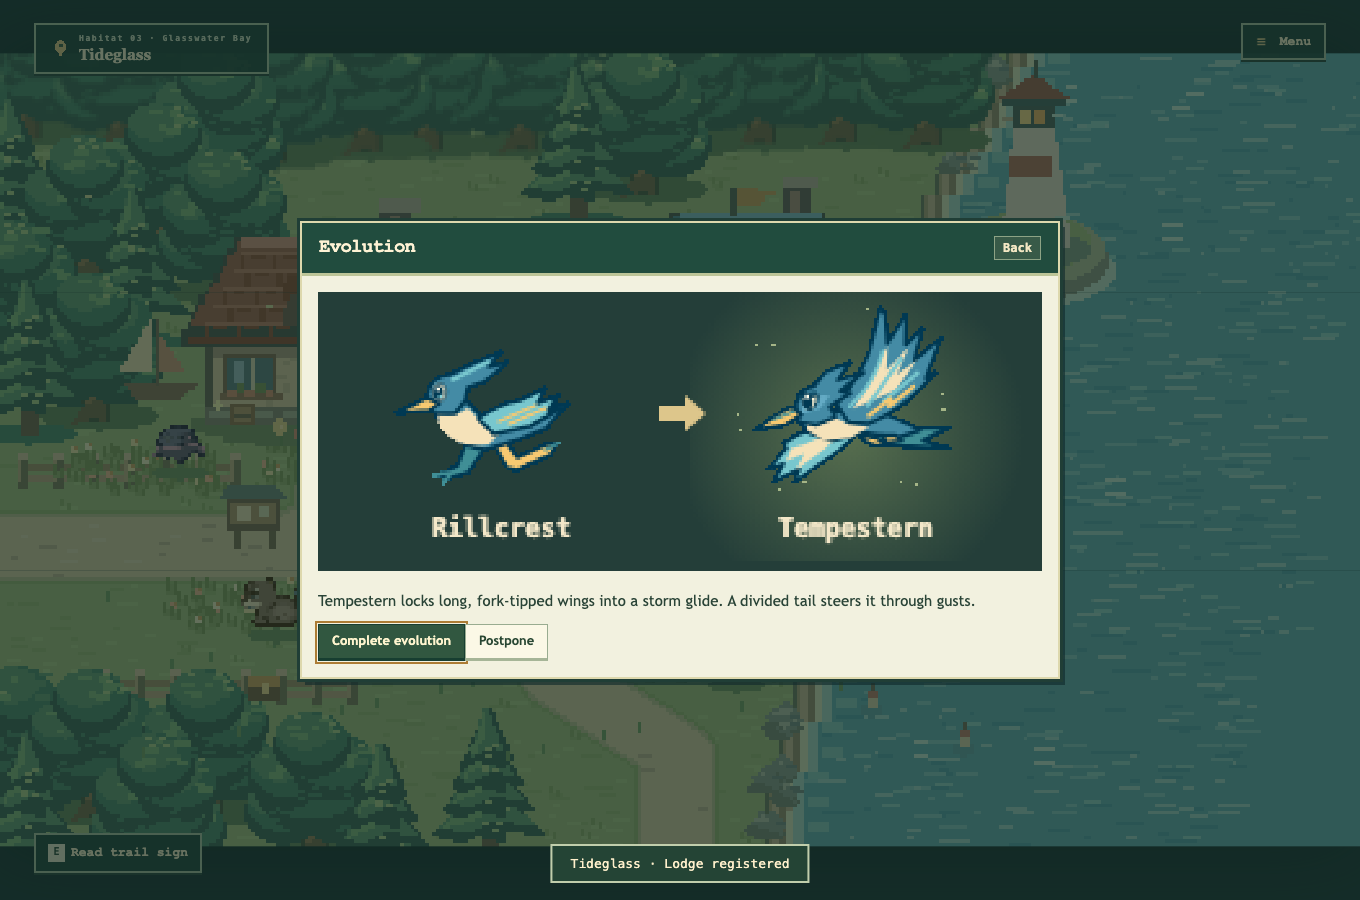 Habitat 03 · Glasswater Bay
Tideglass
≡ Menu
Evolution
Back
Rillcrest
Tempestern
Tempestern locks long, fork-tipped wings into a storm glide. A divided tail steers it through gusts.
Complete evolution
Postpone
E Read trail sign
Tideglass · Lodge registered